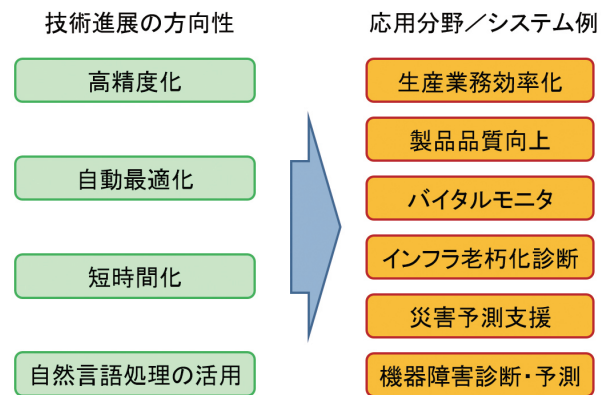 技術進展の方向性
高精度化
自動最適化
短時間化
自然言語処理の活用
応用分野／システム例
生産業務効率化
製品品質向上
バイタルモニタ
インフラ老朽化診断
災害予測支援
機器障害診断・予測